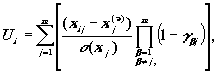 U_i = \sum_{j=1}^{m} \left[ \frac{(x_{ij} - x_j^{(э)})}{\sigma(x_j)} \prod_{\substack{\beta=1, \\ \beta \neq j,}}^{m} (1 - \gamma_{\beta j}) \right],